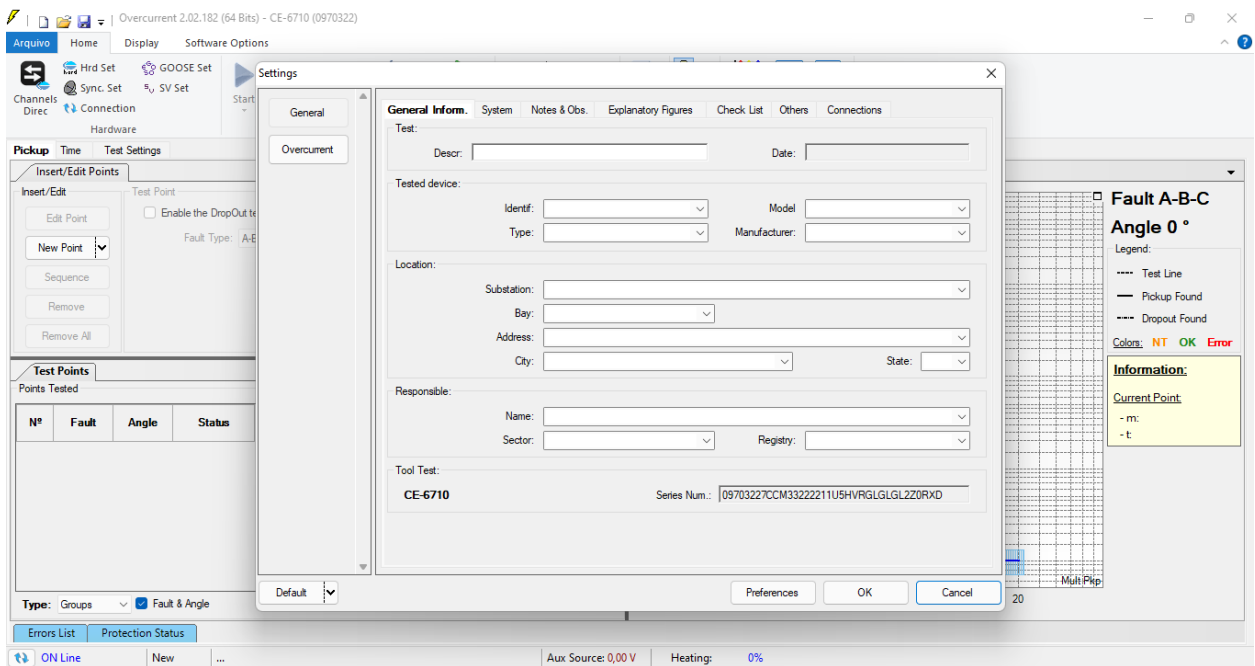 Overcurrent 2.02.182 (64 Bits) - CE-6710 (0970322)
Arquivo Home Display Software Options
Hrd Set GOOSE Set
Sync. Set SV Set
Channels Direc Connection Start
Hardware
Pickup Time Test Settings
Insert/Edit Points
Insert/Edit Test Point
Edit Point
Enable the DropOut te
New Point
Fault Type: A-B
Sequence
Remove
Remove All
Test Points
Points Tested
Nº Fault Angle Status
Type: Groups Fault & Angle
Errors List Protection Status
ON Line New ... Aux Source: 0,00 V Heating: 0%
Settings
General
Overcurrent
General Inform. System Notes & Obs. Explanatory Figures Check List Others Connections
Test:
Descr: Date:
Tested device:
Identif: Model
Type: Manufacturer:
Location:
Substation:
Bay:
Address:
City: State:
Responsible:
Name:
Sector: Registry:
Tool Test:
CE-6710 Series Num.: 09703227CCM33222211U5HVRGLGLGL2Z0RXD
Default Preferences OK Cancel
Fault A-B-C
Angle 0 °
Legend:
Test Line
Pickup Found
Dropout Found
Colors: NT OK Error
Information:
Current Point:
- m:
- t:
Mult Pkp
20